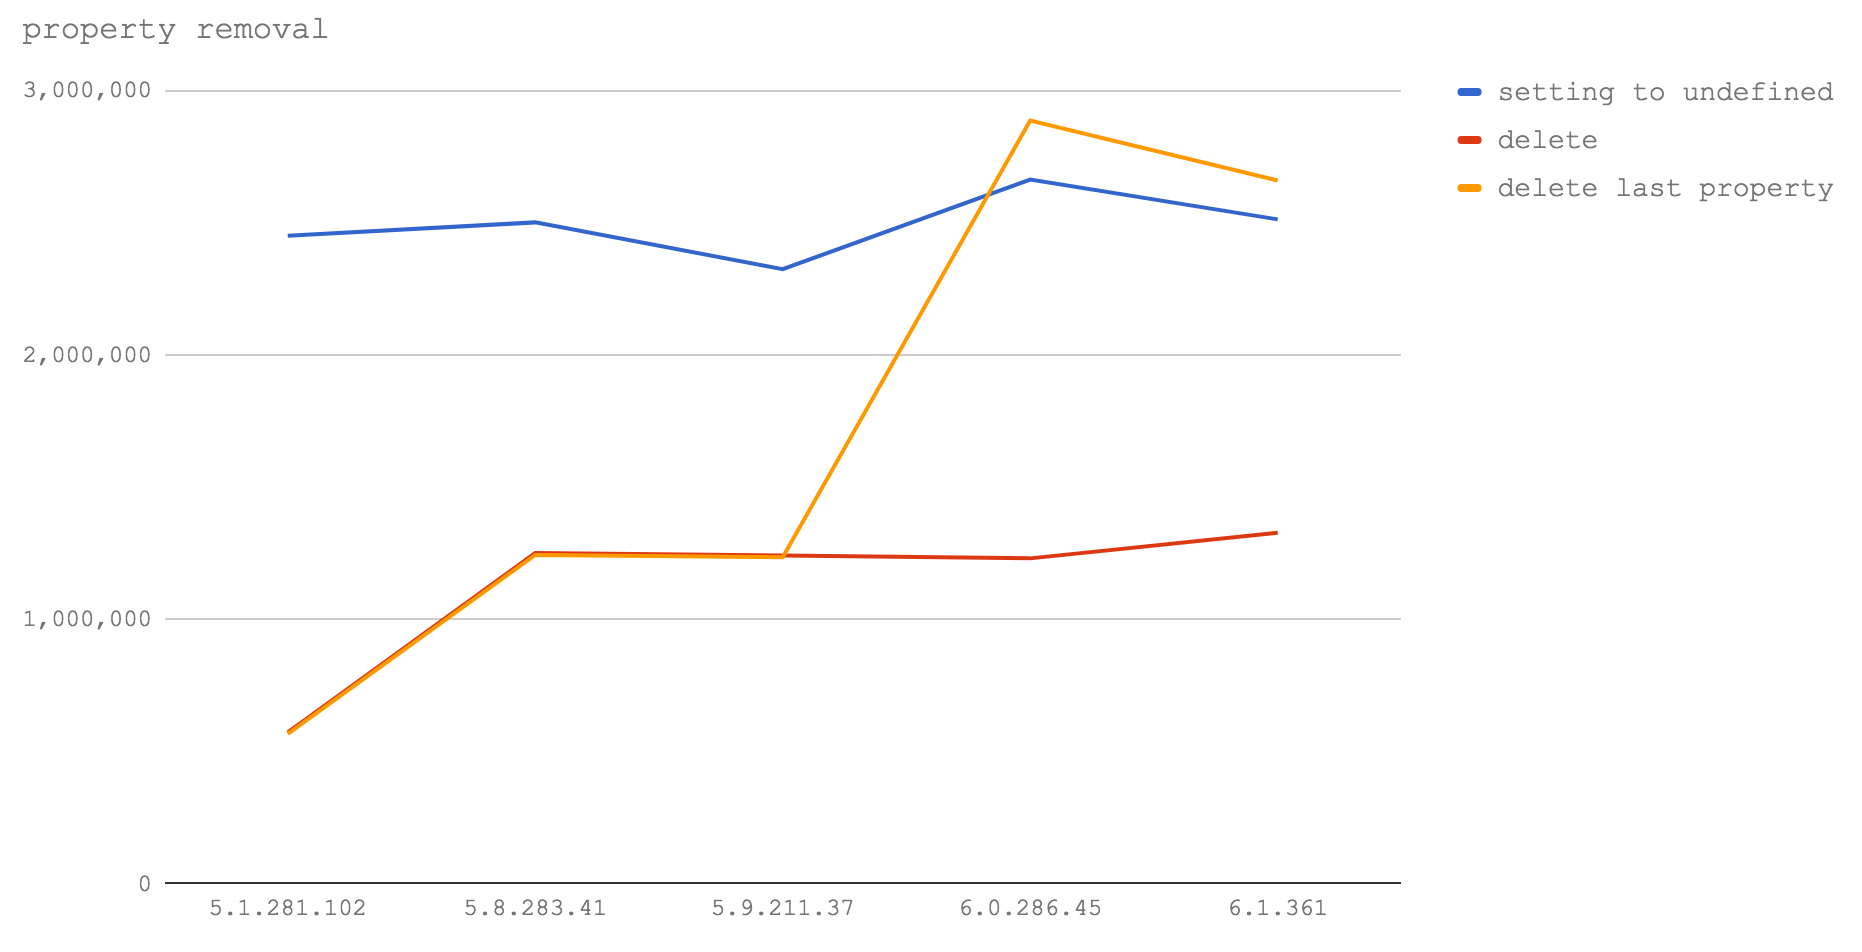 property removal
3,000,000
2,000,000
1,000,000
0
5.1.281.102 5.8.283.41 5.9.211.37 6.0.286.45 6.1.361
setting to undefined
delete
delete last property